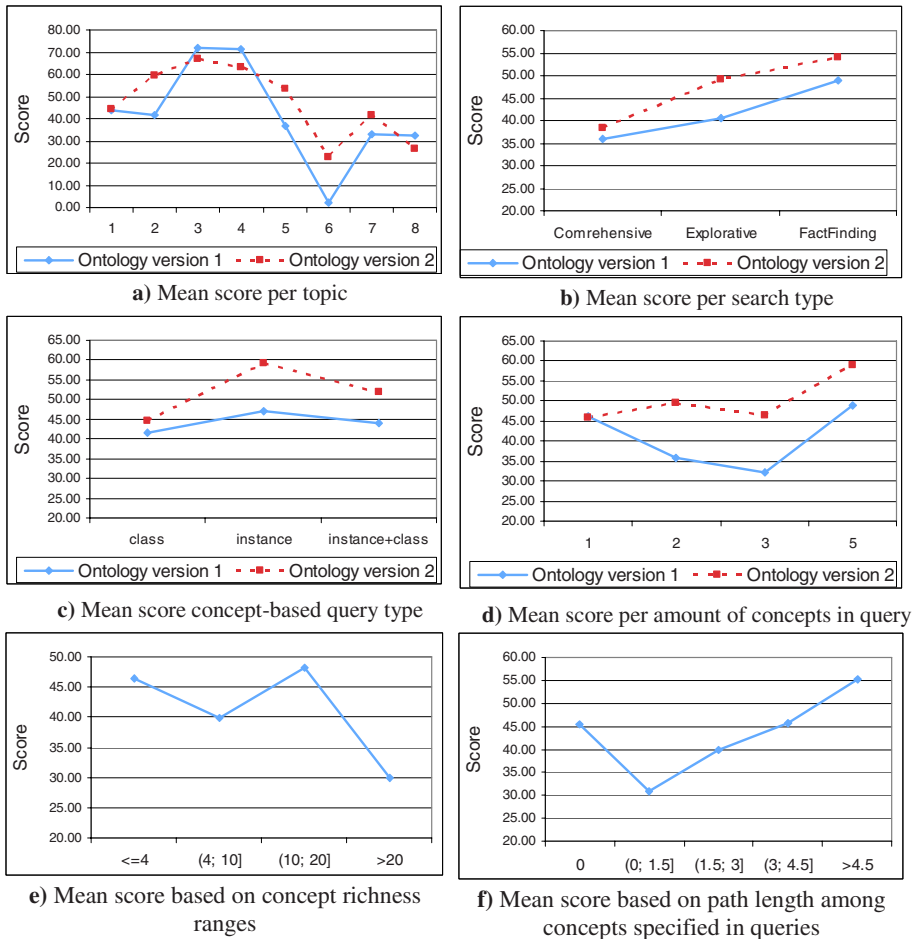 80.00
70.00
60.00
50.00
40.00
30.00
20.00
10.00
0.00
Score
1 2 3 4 5 6 7 8
Ontology version 1 Ontology version 2
a) Mean score per topic
60.00
55.00
50.00
45.00
40.00
35.00
30.00
25.00
20.00
Score
Comrehensive Explorative FactFinding
Ontology version 1 Ontology version 2
b) Mean score per search type
65.00
60.00
55.00
50.00
45.00
40.00
35.00
30.00
25.00
20.00
Score
class instance instance+class
Ontology version 1 Ontology version 2
c) Mean score concept-based query type
65.00
60.00
55.00
50.00
45.00
40.00
35.00
30.00
25.00
20.00
Score
1 2 3 5
Ontology version 1 Ontology version 2
d) Mean score per amount of concepts in query
50.00
45.00
40.00
35.00
30.00
25.00
20.00
Score
<=4 (4; 10] (10; 20] >20
e) Mean score based on concept richness
ranges
60.00
55.00
50.00
45.00
40.00
35.00
30.00
25.00
20.00
Score
0 (0; 1.5] (1.5; 3] (3; 4.5] >4.5
f) Mean score based on path length among
concepts specified in queries